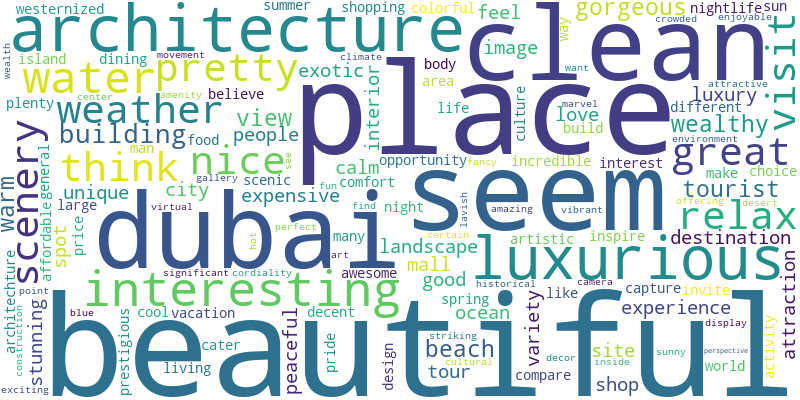 westernized
summer
shopping
colorful
gorgeous
nightlife
sun
architecture
clean
feel
way
crowded
enjoyable
movement
climate
want
visit
wealth
island
dining
exotic
image
water
pretty
body
area
attractive
center
amenity
believe
interior
place
luxury
plenty
weather
view
life
culture
love
marvel
different
building
food
people
build
wealthy
environment
scenery
man
opportunity
incredible
interest
great
general
think
nice
gallery
see
calm
seem
make
choice
fancy
scenic
fun
comfort
tourist
warm
affordable
unique
city
expensive
lavish
amazing
vibrant
offering
desert
large
virtual
perfect
find
night
relax
price
spot
dubai
many
landscape
certain
artistic
inspire
destination
hot
art
mall
luxurious
architechture
significant
cordiality
awesome
good
historical
camera
attraction
point
interesting
spring
like
capture
invite
stunning
construction
blue
prestigious
cool
vacation
peaceful
decent
ocean
variety
experience
exciting
beautiful
cater
pride
striking
display
living
design
beach
decor
site
sunny
perspective
activity
cultural
inside
world
tour
compare
shop